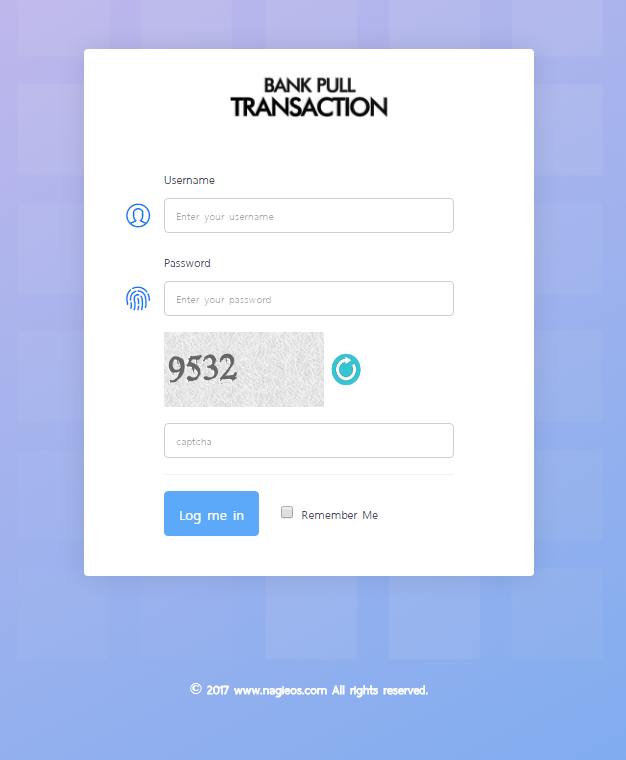 BANK PULL
TRANSACTION
Username
Enter your username
Password
Enter your password
9532
captcha
Log me in
Remember Me
© 2017 www.nagieos.com All rights reserved.